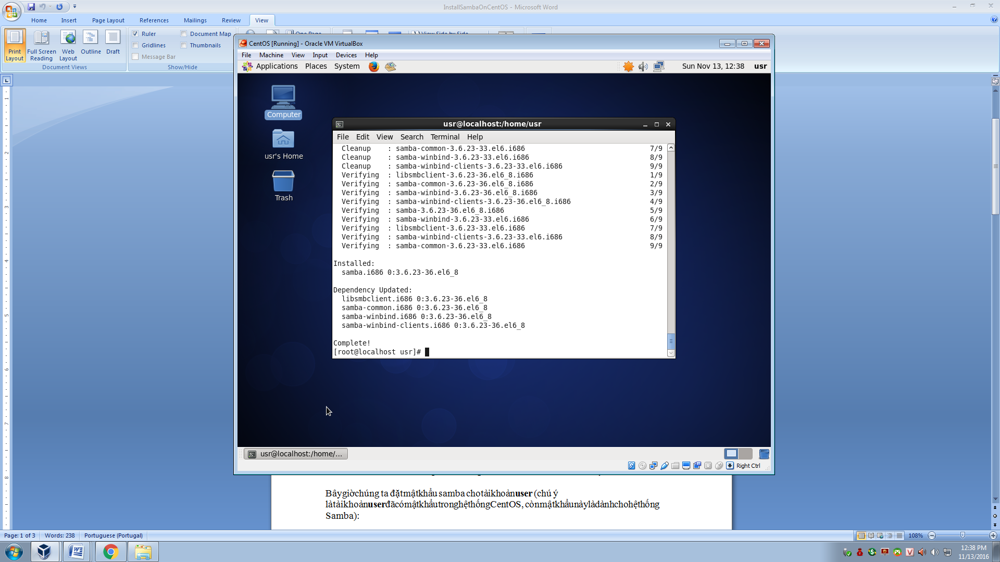 InstallSambaOnCentOS - Microsoft Word
Home Insert Page Layout References Mailings Review View
Ruler Document Map One Page View Side by Side
Gridlines Thumbnails
Message Bar
Print Layout Full Screen Reading Web Layout Outline Draft
Document Views Show/Hide
CentOS [Running] - Oracle VM VirtualBox
File Machine View Input Devices Help
Applications Places System Sun Nov 13, 12:38 usr
Computer
usr's Home
Trash
usr@localhost:/home/usr
File Edit View Search Terminal Help
Cleanup : samba-common-3.6.23-33.el6.i686 7/9
Cleanup : samba-winbind-3.6.23-33.el6.i686 8/9
Cleanup : samba-winbind-clients-3.6.23-33.el6.i686 9/9
Verifying : libsmbclient-3.6.23-36.el6_8.i686 1/9
Verifying : samba-common-3.6.23-36.el6_8.i686 2/9
Verifying : samba-winbind-3.6.23-36.el6_8.i686 3/9
Verifying : samba-winbind-clients-3.6.23-36.el6_8.i686 4/9
Verifying : samba-3.6.23-36.el6_8.i686 5/9
Verifying : samba-winbind-3.6.23-33.el6.i686 6/9
Verifying : libsmbclient-3.6.23-33.el6.i686 7/9
Verifying : samba-winbind-clients-3.6.23-33.el6.i686 8/9
Verifying : samba-common-3.6.23-33.el6.i686 9/9
Installed:
samba.i686 0:3.6.23-36.el6_8
Dependency Updated:
libsmbclient.i686 0:3.6.23-36.el6_8
samba-common.i686 0:3.6.23-36.el6_8
samba-winbind.i686 0:3.6.23-36.el6_8
samba-winbind-clients.i686 0:3.6.23-36.el6_8
Complete!
[root@localhost usr]#
usr@localhost:/home/...
Right Ctrl
Bâygiờchúng ta đặtmậtkhẩu samba chotàikhoảnuser (chú ý
làtàikhoảnuserđãcómậtkhẩutronghệthốngCentOS, cònmậtkhẩunàylàdànhchohệthống
Samba):
Page: 1 of 3 Words: 238 Portuguese (Portugal) 108%
12:38 PM
11/13/2016